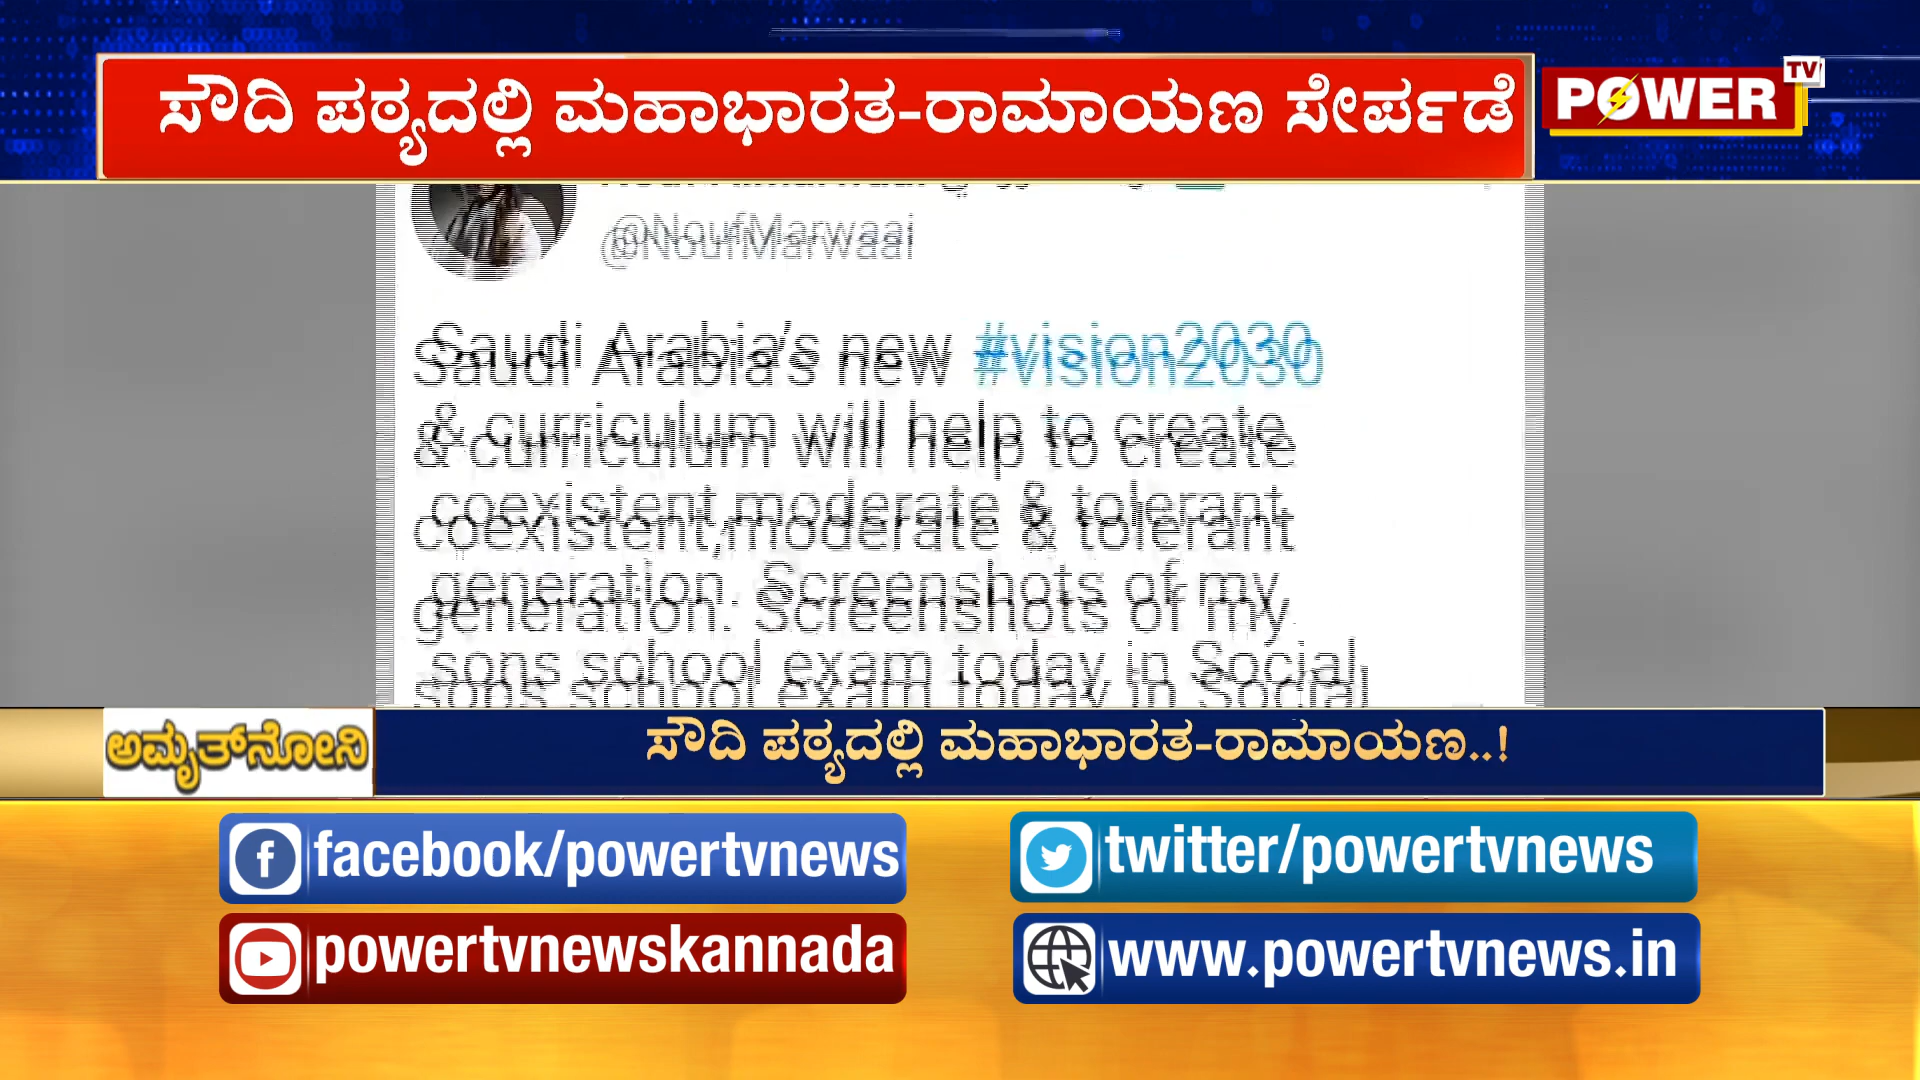 ಸೌದಿ ಪಠ್ಯದಲ್ಲಿ ಮಹಾಭಾರತ-ರಾಮಾಯಣ ಸೇರ್ಪಡೆ
POWER TV
@NoufMarwaai
Saudi Arabia's new #vision2030
& curriculum will help to create
coexistent,moderate & tolerant
generation. Screenshots of my
sons school exam today in Social
ಅಮೃತ್‌ನೋನಿ
ಸೌದಿ ಪಠ್ಯದಲ್ಲಿ ಮಹಾಭಾರತ-ರಾಮಾಯಣ..!
facebook/powertvnews
twitter/powertvnews
powertvnewskannada
www.powertvnews.in